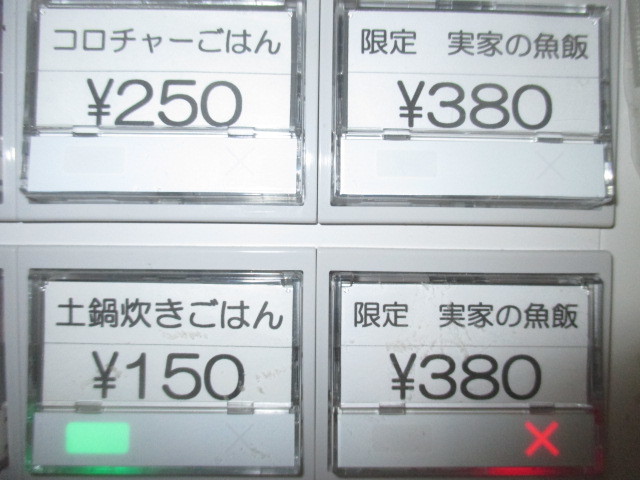 コロチャーごはん
¥250
限定　実家の魚飯
¥380
土鍋炊きごはん
¥150
限定　実家の魚飯
¥380
×